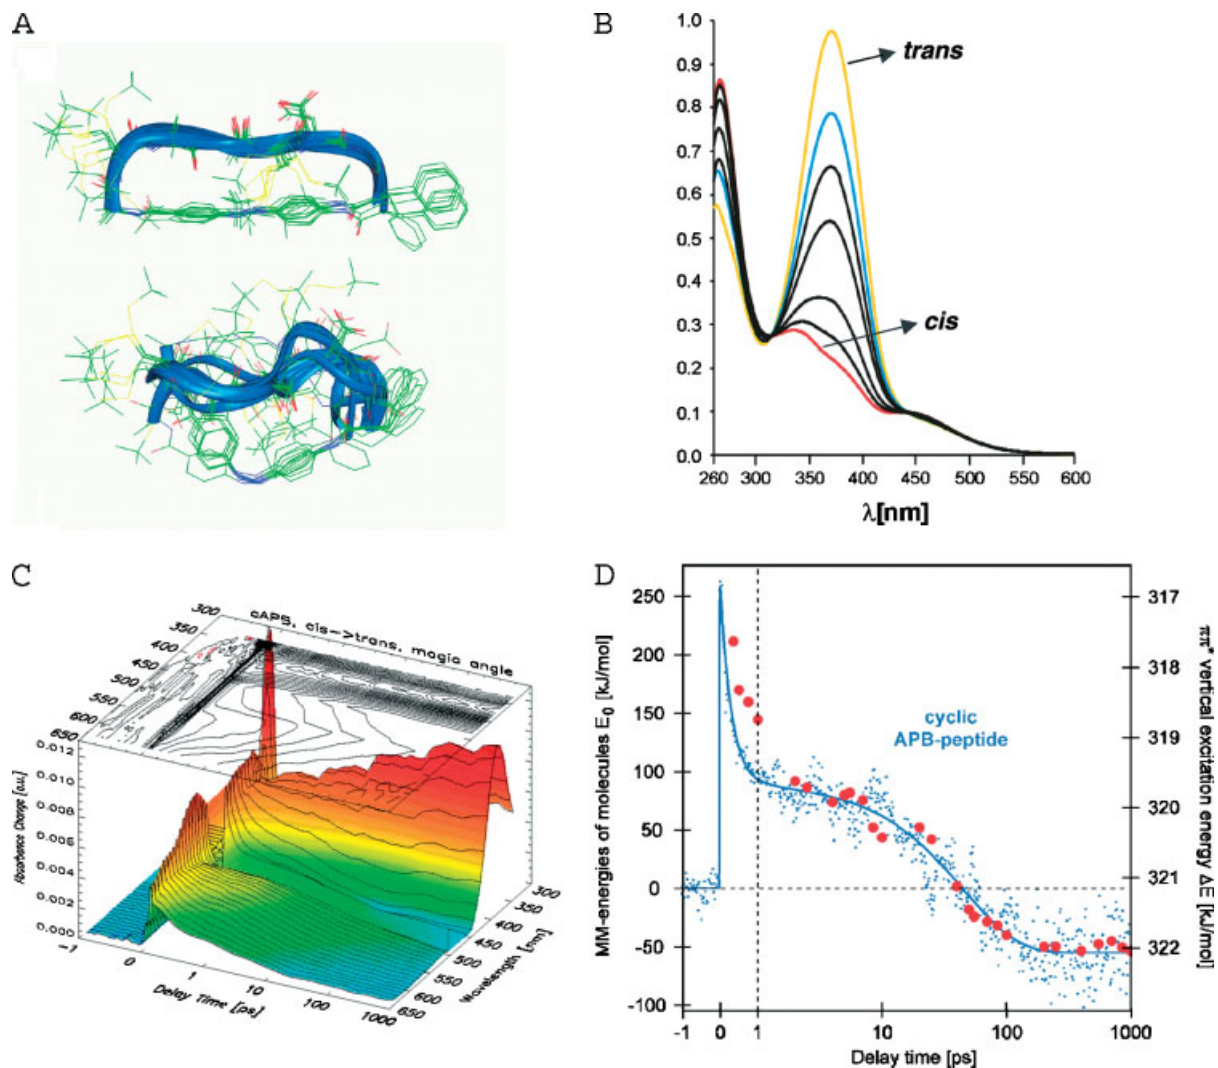 A
B
1.0
0.9
0.8
0.7
0.6
0.5
0.4
0.3
0.2
0.1
0.0
trans
cis
260 300 350 400 450 500 550 600
λ[nm]
C
cAPB, cis->trans, magic angle
300
350
400
450
500
550
600
650
0.012
0.010
0.008
0.006
0.004
0.002
0.000
Absorbance Change [a.u.]
-1 0 1 10 100 1000
Delay Time [ps]
300
350
400
450
500
550
600
650
Wavelength [nm]
D
MM-energies of molecules E0 [kJ/mol]
250
200
150
100
50
0
-50
-100
cyclic
APB-peptide
317
318
319
320
321
322
ππ* vertical excitation energy ΔE [kJ/mol]
-1 0 1 10 100 1000
Delay time [ps]